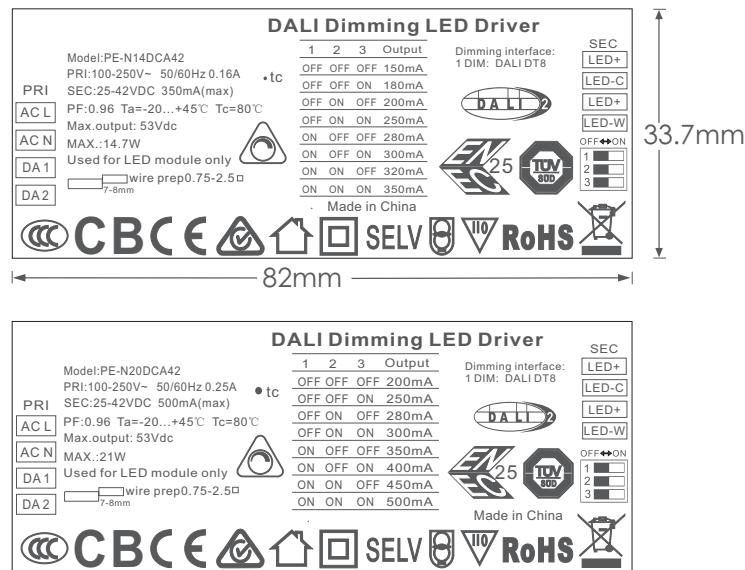 DALI Dimming LED Driver
Model:PE-N14DCA42
PRI:100-250V~ 50/60Hz 0.16A
SEC:25-42VDC 350mA(max)
PF:0.96 Ta=-20...+45℃ Tc=80℃
Max.output: 53Vdc
MAX.:14.7W
Used for LED module only
wire prep0.75-2.5□
7-8mm
PRI
AC L
AC N
DA 1
DA 2
tc
1 2 3 Output
OFF OFF OFF 150mA
OFF OFF ON 180mA
OFF ON OFF 200mA
OFF ON ON 250mA
ON OFF OFF 280mA
ON OFF ON 300mA
ON ON OFF 320mA
ON ON ON 350mA
Made in China
Dimming interface:
1 DIM: DALI DT8
DALI 2
ENEC 25
TÜV
SÜD
SEC
LED+
LED-C
LED+
LED-W
OFF↔ON
1
2
3
CCC CB CE SELV 110 RoHS
33.7mm
82mm
DALI Dimming LED Driver
Model:PE-N20DCA42
PRI:100-250V~ 50/60Hz 0.25A
SEC:25-42VDC 500mA(max)
PF:0.96 Ta=-20...+45℃ Tc=80℃
Max.output: 53Vdc
MAX.:21W
Used for LED module only
wire prep0.75-2.5□
7-8mm
PRI
AC L
AC N
DA 1
DA 2
tc
1 2 3 Output
OFF OFF OFF 200mA
OFF OFF ON 250mA
OFF ON OFF 280mA
OFF ON ON 300mA
ON OFF OFF 350mA
ON OFF ON 400mA
ON ON OFF 450mA
ON ON ON 500mA
Dimming interface:
1 DIM: DALI DT8
DALI 2
ENEC 25
TÜV
SÜD
Made in China
SEC
LED+
LED-C
LED+
LED-W
OFF↔ON
1
2
3
CCC CB CE SELV 110 RoHS